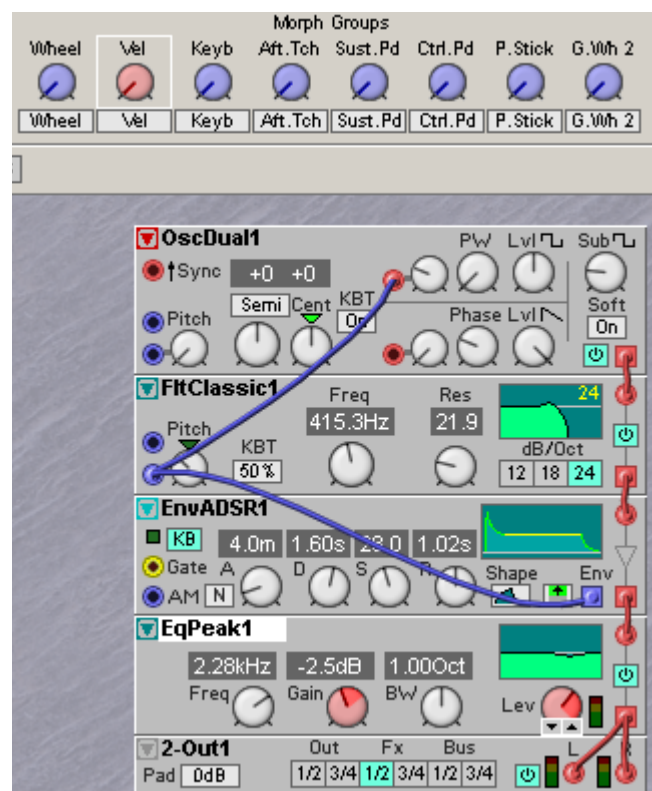 Morph Groups
Wheel Vel Keyb Aft.Tch Sust.Pd Ctrl.Pd P.Stick G.Wh 2
Wheel Vel Keyb Aft.Tch Sust.Pd Ctrl.Pd P.Stick G.Wh 2
OscDual1 PW Lvl Sub
Sync +0 +0
Semi Cent KBT
Pitch On Phase Lvl Soft
On
FltClassic1 Freq Res 24
Pitch 415.3Hz 21.9
KBT dB/Oct
50% 12 18 24
EnvADSR1
KB 4.0m 1.60s 28.0 1.02s
Gate A D S R Shape Env
AM N
EqPeak1
2.28kHz -2.5dB 1.00Oct
Freq Gain BW Lev
2-Out1 Out Fx Bus L R
Pad 0dB 1/2 3/4 1/2 3/4 1/2 3/4